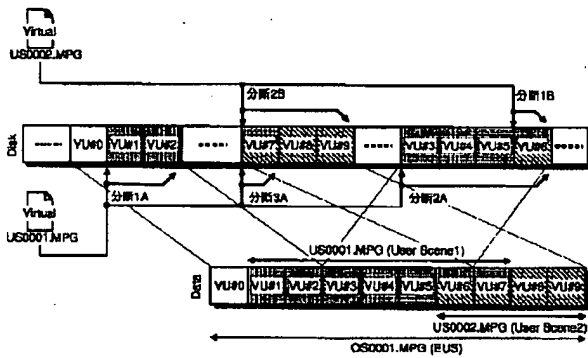 Virtual
US0002.MPG
分断2B
分断1B
Disk
VU#0
VU#1
VU#2
VU#7
VU#8
VU#9
VU#3
VU#4
VU#5
VU#6
Virtual
US0001.MPG
分断1A
分断3A
分断2A
US0001.MPG (User Scene1)
Data
VU#0
VU#1
VU#2
VU#3
VU#4
VU#5
VU#6
VU#7
VU#8
VU#9
US0002.MPG (User Scene2)
OS0001.MPG (EUS)